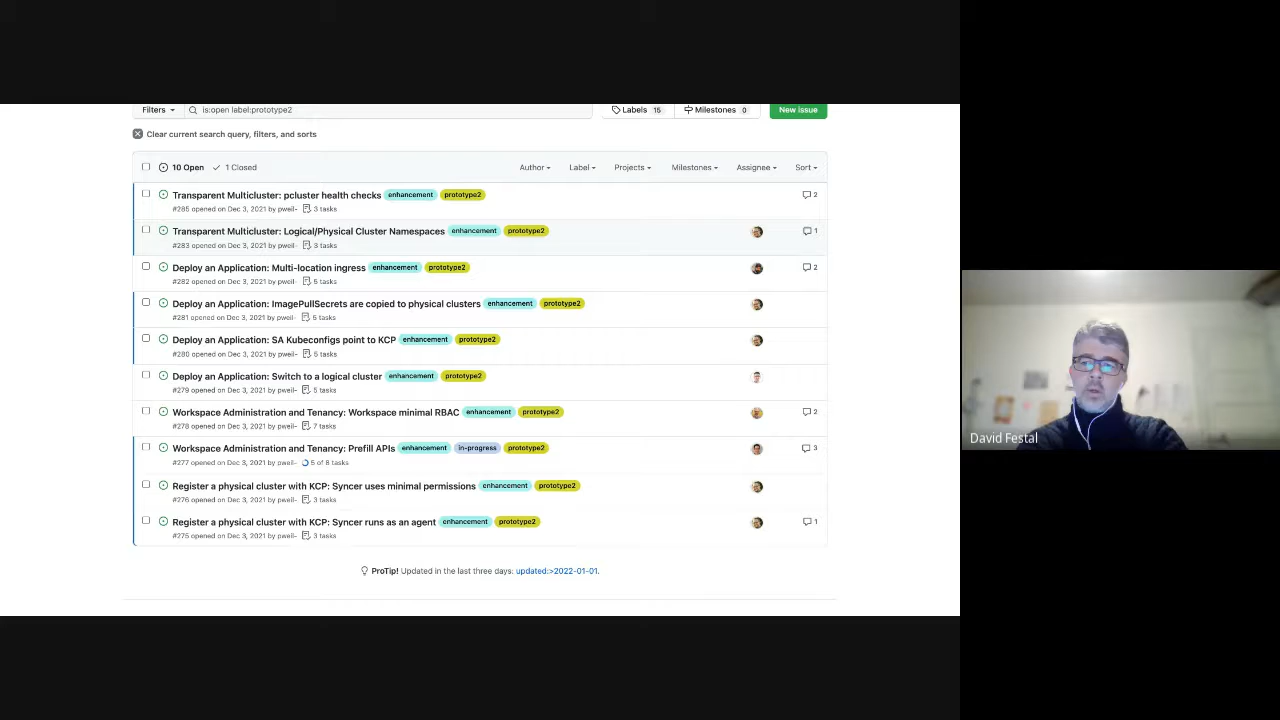 Filters is:open label:prototype2 Labels 15 Milestones 0 New issue
Clear current search query, filters, and sorts
10 Open 1 Closed Author Label Projects Milestones Assignee Sort
Transparent Multicluster: pcluster health checks enhancement prototype2 2
#285 opened on Dec 3, 2021 by pweil- 3 tasks
Transparent Multicluster: Logical/Physical Cluster Namespaces enhancement prototype2 1
#283 opened on Dec 3, 2021 by pweil- 3 tasks
Deploy an Application: Multi-location ingress enhancement prototype2 2
#282 opened on Dec 3, 2021 by pweil- 5 tasks
Deploy an Application: ImagePullSecrets are copied to physical clusters enhancement prototype2
#281 opened on Dec 3, 2021 by pweil- 5 tasks
Deploy an Application: SA Kubeconfigs point to KCP enhancement prototype2
#280 opened on Dec 3, 2021 by pweil- 5 tasks
Deploy an Application: Switch to a logical cluster enhancement prototype2
#279 opened on Dec 3, 2021 by pweil- 5 tasks
Workspace Administration and Tenancy: Workspace minimal RBAC enhancement prototype2 2
#278 opened on Dec 3, 2021 by pweil- 7 tasks
Workspace Administration and Tenancy: Prefill APIs enhancement in-progress prototype2 3
#277 opened on Dec 3, 2021 by pweil- 5 of 8 tasks
Register a physical cluster with KCP: Syncer uses minimal permissions enhancement prototype2
#276 opened on Dec 3, 2021 by pweil- 3 tasks
Register a physical cluster with KCP: Syncer runs as an agent enhancement prototype2 1
#275 opened on Dec 3, 2021 by pweil- 3 tasks
ProTip! Updated in the last three days: updated:>2022-01-01.
David Festal